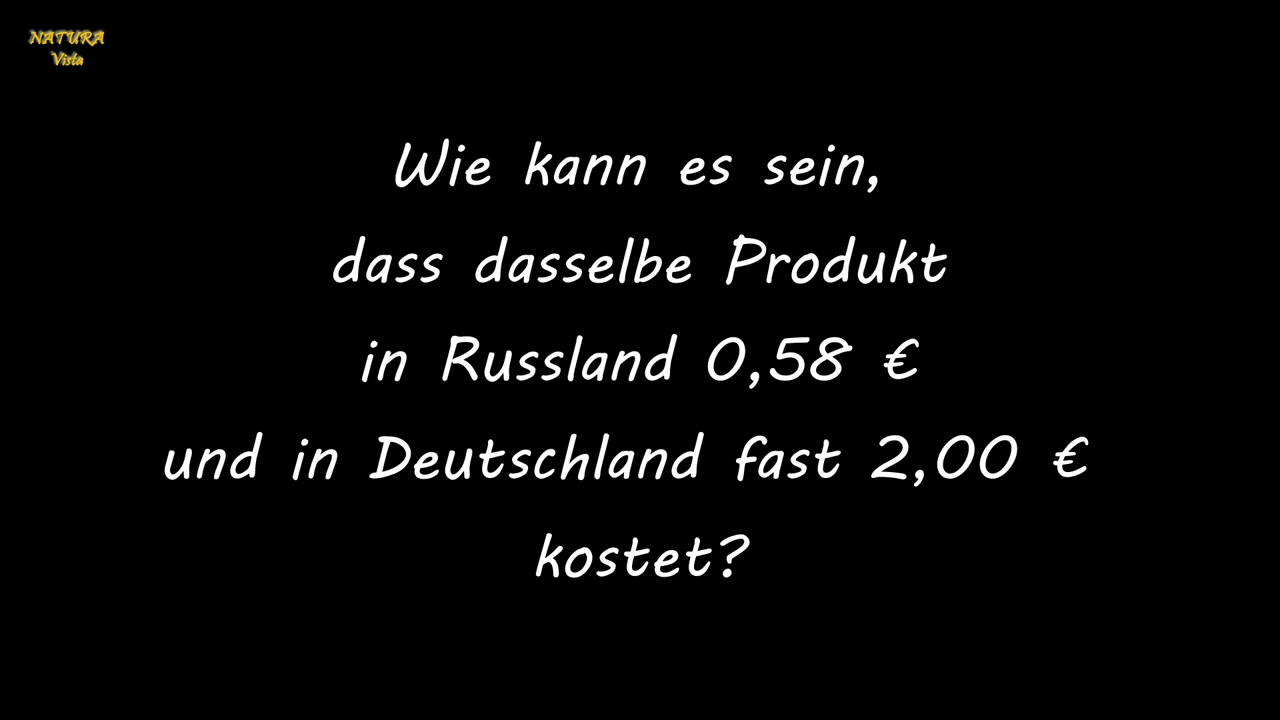 NATURA
Vista
Wie kann es sein,
dass dasselbe Produkt
in Russland 0,58 €
und in Deutschland fast 2,00 €
kostet?